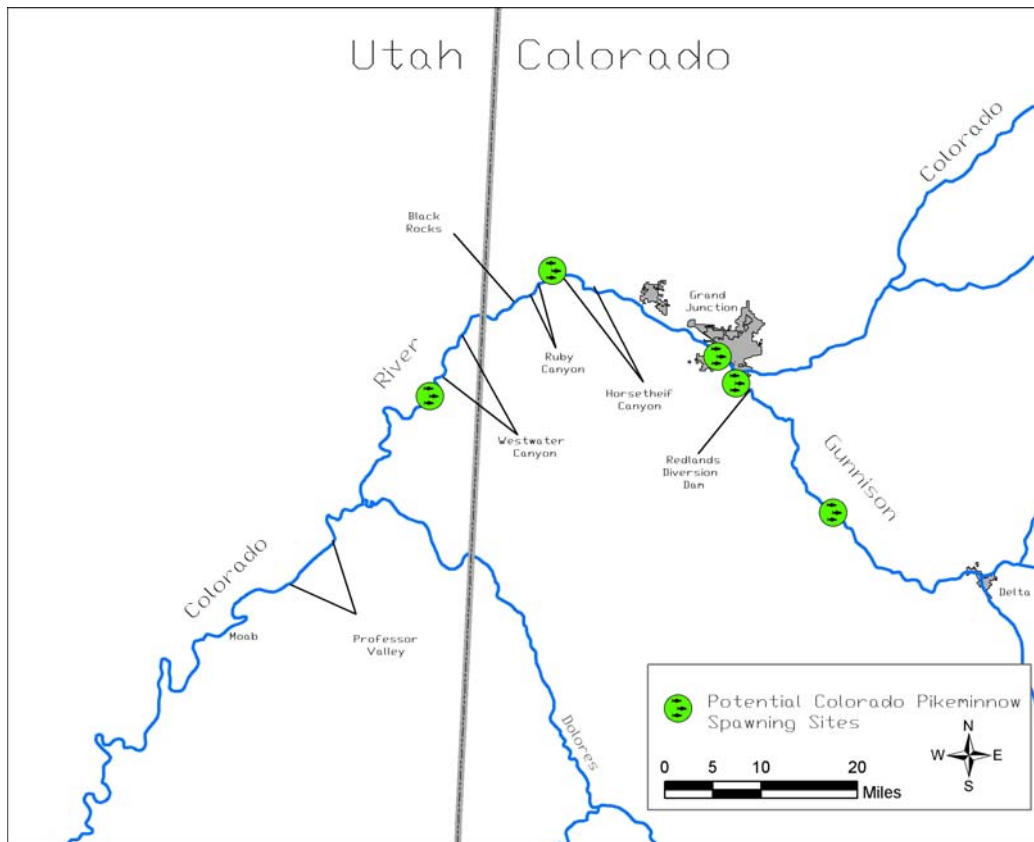 Utah Colorado
Colorado
Black
Rocks
Grand
Junction
River
Ruby
Canyon
Horsetheif
Canyon
Westwater
Canyon
Redlands
Diversion
Dam
Gunnison
Colorado
Delta
Moab
Professor
Valley
Dolores
Potential Colorado Pikeminnow
Spawning Sites
N
W E
S
0 5 10 20
Miles